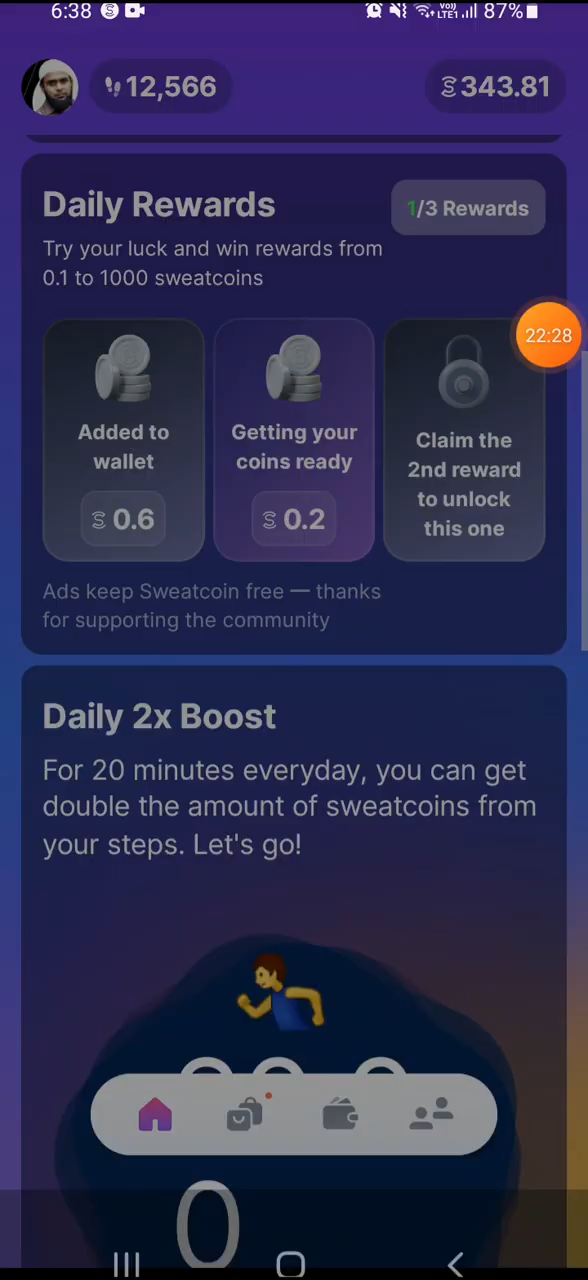 6:38 Vo) LTE1 87%
12,566 343.81
Daily Rewards
1/3 Rewards
Try your luck and win rewards from
0.1 to 1000 sweatcoins
22:28
Added to
wallet
0.6
Getting your
coins ready
0.2
Claim the
2nd reward
to unlock
this one
Ads keep Sweatcoin free — thanks
for supporting the community
Daily 2x Boost
For 20 minutes everyday, you can get
double the amount of sweatcoins from
your steps. Let's go!
0